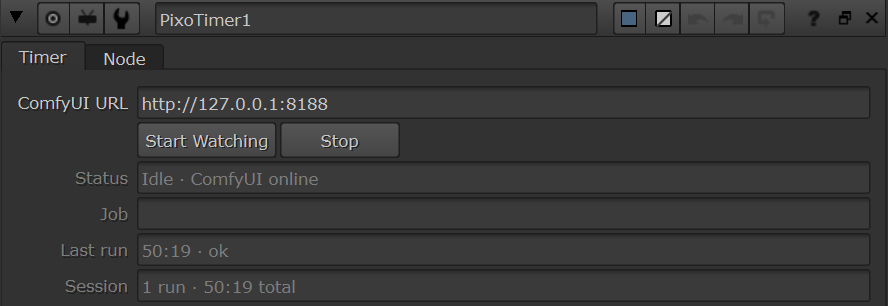 PixoTimer1
?
Timer Node
ComfyUI URL http://127.0.0.1:8188
Start Watching Stop
Status Idle · ComfyUI online
Job
Last run 50:19 · ok
Session 1 run · 50:19 total